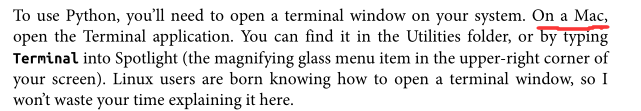 To use Python, you’ll need to open a terminal window on your system. On a Mac,
open the Terminal application. You can find it in the Utilities folder, or by typing
Terminal into Spotlight (the magnifying glass menu item in the upper-right corner of
your screen). Linux users are born knowing how to open a terminal window, so I
won’t waste your time explaining it here.